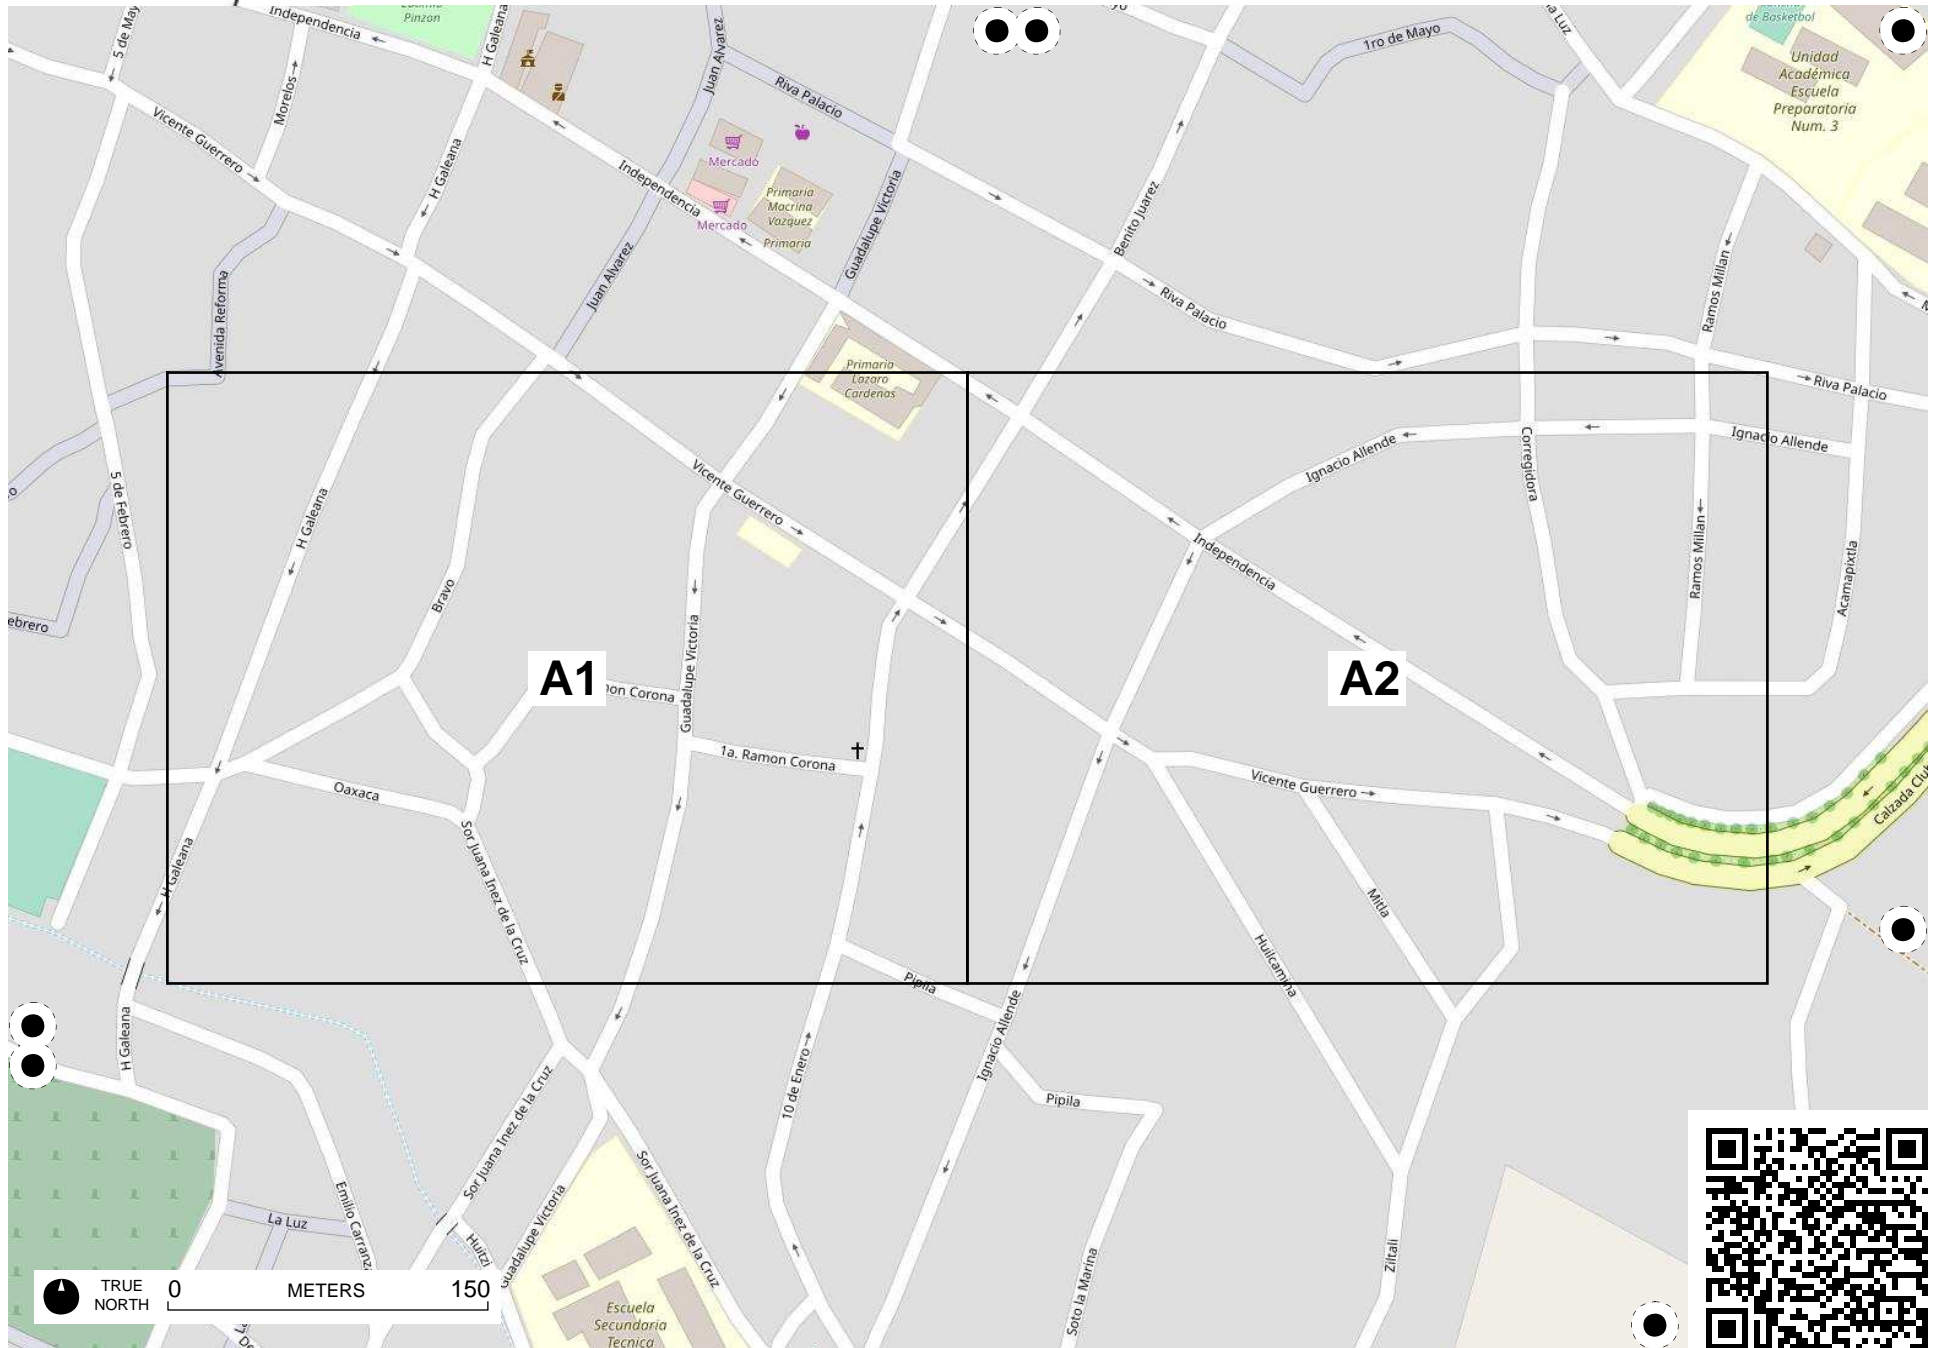 Pinzon
Independencia
H Galeana
5 de May
Morelos
Juan Alvarez
Riva Palacio
1ro de Mayo
la Luz
de Basketbol
Unidad
Académica
Escuela
Preparatoria
Num. 3
Vicente Guerrero
H Galeana
Mercado
Independencia
Primaria
Macrina
Vazquez
Primaria
Mercado
Guadalupe Victoria
Benito Juarez
Juan Alvarez
Avenida Reforma
Riva Palacio
Ramos Millan
Primaria
Lazaro
Cardenas
Riva Palacio
Ignacio Allende
Ignacio Allende
Corregidora
5 de Febrero
H Galeana
Vicente Guerrero
Ramos Millan
Independencia
Acamapixtla
Bravo
ebrero
Guadalupe Victoria
A1
non Corona
A2
1a. Ramon Corona
Oaxaca
Vicente Guerrero
Calzada Club
H Galeana
Sor Juana Inez de la Cruz
Mitla
Huilcamina
Pipila
H Galeana
Ignacio Allende
10 de Enero
Pipila
Sor Juana Inez de la Cruz
Sor Juana Inez de la Cruz
Guadalupe Victoria
Emilio Carranza
La Luz
Huitzi
Soto la Marina
Ziltali
TRUE
NORTH
0 METERS 150
Escuela
Secundaria
Tecnica